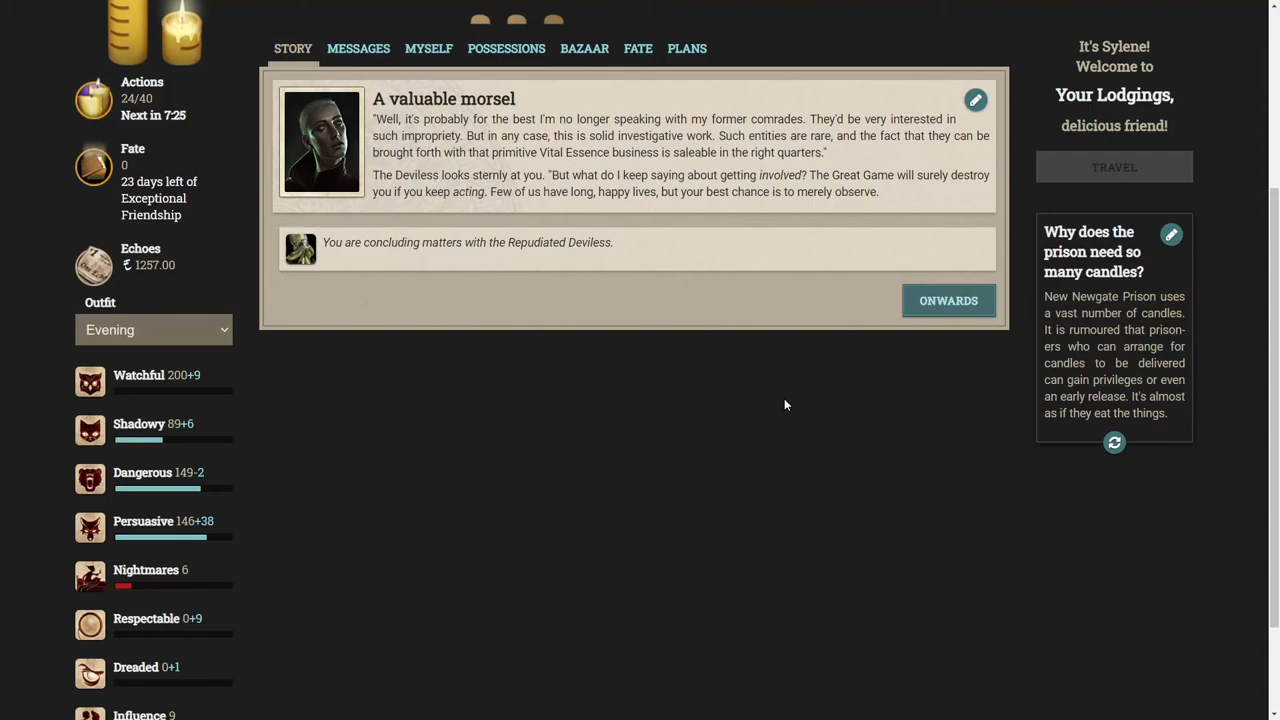 STORY MESSAGES MYSELF POSSESSIONS BAZAAR FATE PLANS
Actions
24/40
Next in 7:25
Fate
0
23 days left of
Exceptional
Friendship
Echoes
1257.00
Outfit
Evening
Watchful 200+9
Shadowy 89+6
Dangerous 149-2
Persuasive 146+38
Nightmares 6
Respectable 0+9
Dreaded 0+1
Influence 9
A valuable morsel
"Well, it's probably for the best I'm no longer speaking with my former comrades. They'd be very interested in
such impropriety. But in any case, this is solid investigative work. Such entities are rare, and the fact that they can be
brought forth with that primitive Vital Essence business is saleable in the right quarters."
The Deviless looks sternly at you. "But what do I keep saying about getting involved? The Great Game will surely destroy
you if you keep acting. Few of us have long, happy lives, but your best chance is to merely observe.
You are concluding matters with the Repudiated Deviless.
ONWARDS
It's Sylene!
Welcome to
Your Lodgings,
delicious friend!
TRAVEL
Why does the
prison need so
many candles?
New Newgate Prison uses
a vast number of candles.
It is rumoured that prison-
ers who can arrange for
candles to be delivered
can gain privileges or even
an early release. It's almost
as if they eat the things.